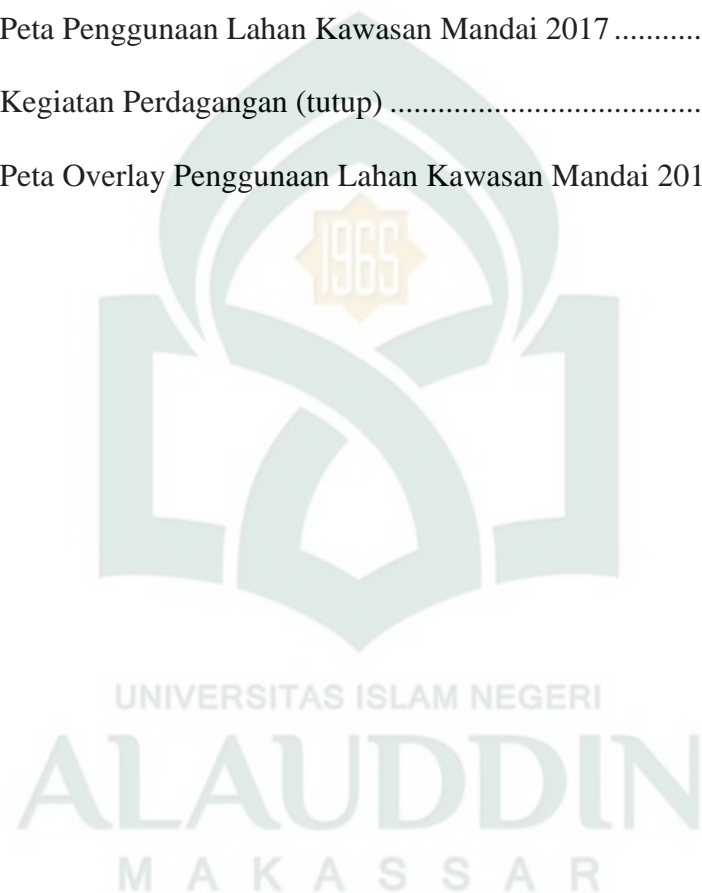 Peta Penggunaan Lahan Kawasan Mandai 2017 ...........
Kegiatan Perdagangan (tutup) ...................................
Peta Overlay Penggunaan Lahan Kawasan Mandai 201
1965
UNIVERSITAS ISLAM NEGERI
ALAUDDIN
MAKASSAR